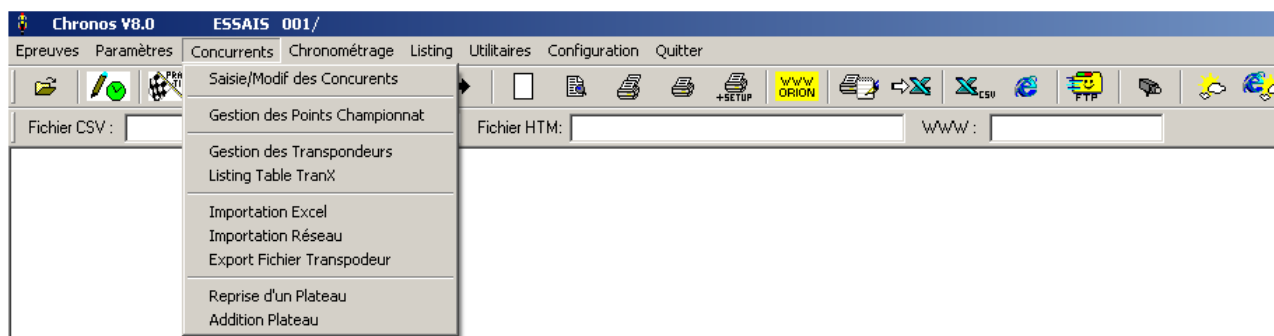 Chronos V8.0 ESSAIS 001/
Epreuves Paramètres Concurrents Chronométrage Listing Utilitaires Configuration Quitter
+SETUP WWW ORION CSV FTP
Fichier CSV : Fichier HTM: WWW :
Saisie/Modif des Concurents
Gestion des Points Championnat
Gestion des Transpondeurs
Listing Table TranX
Importation Excel
Importation Réseau
Export Fichier Transpodeur
Reprise d'un Plateau
Addition Plateau